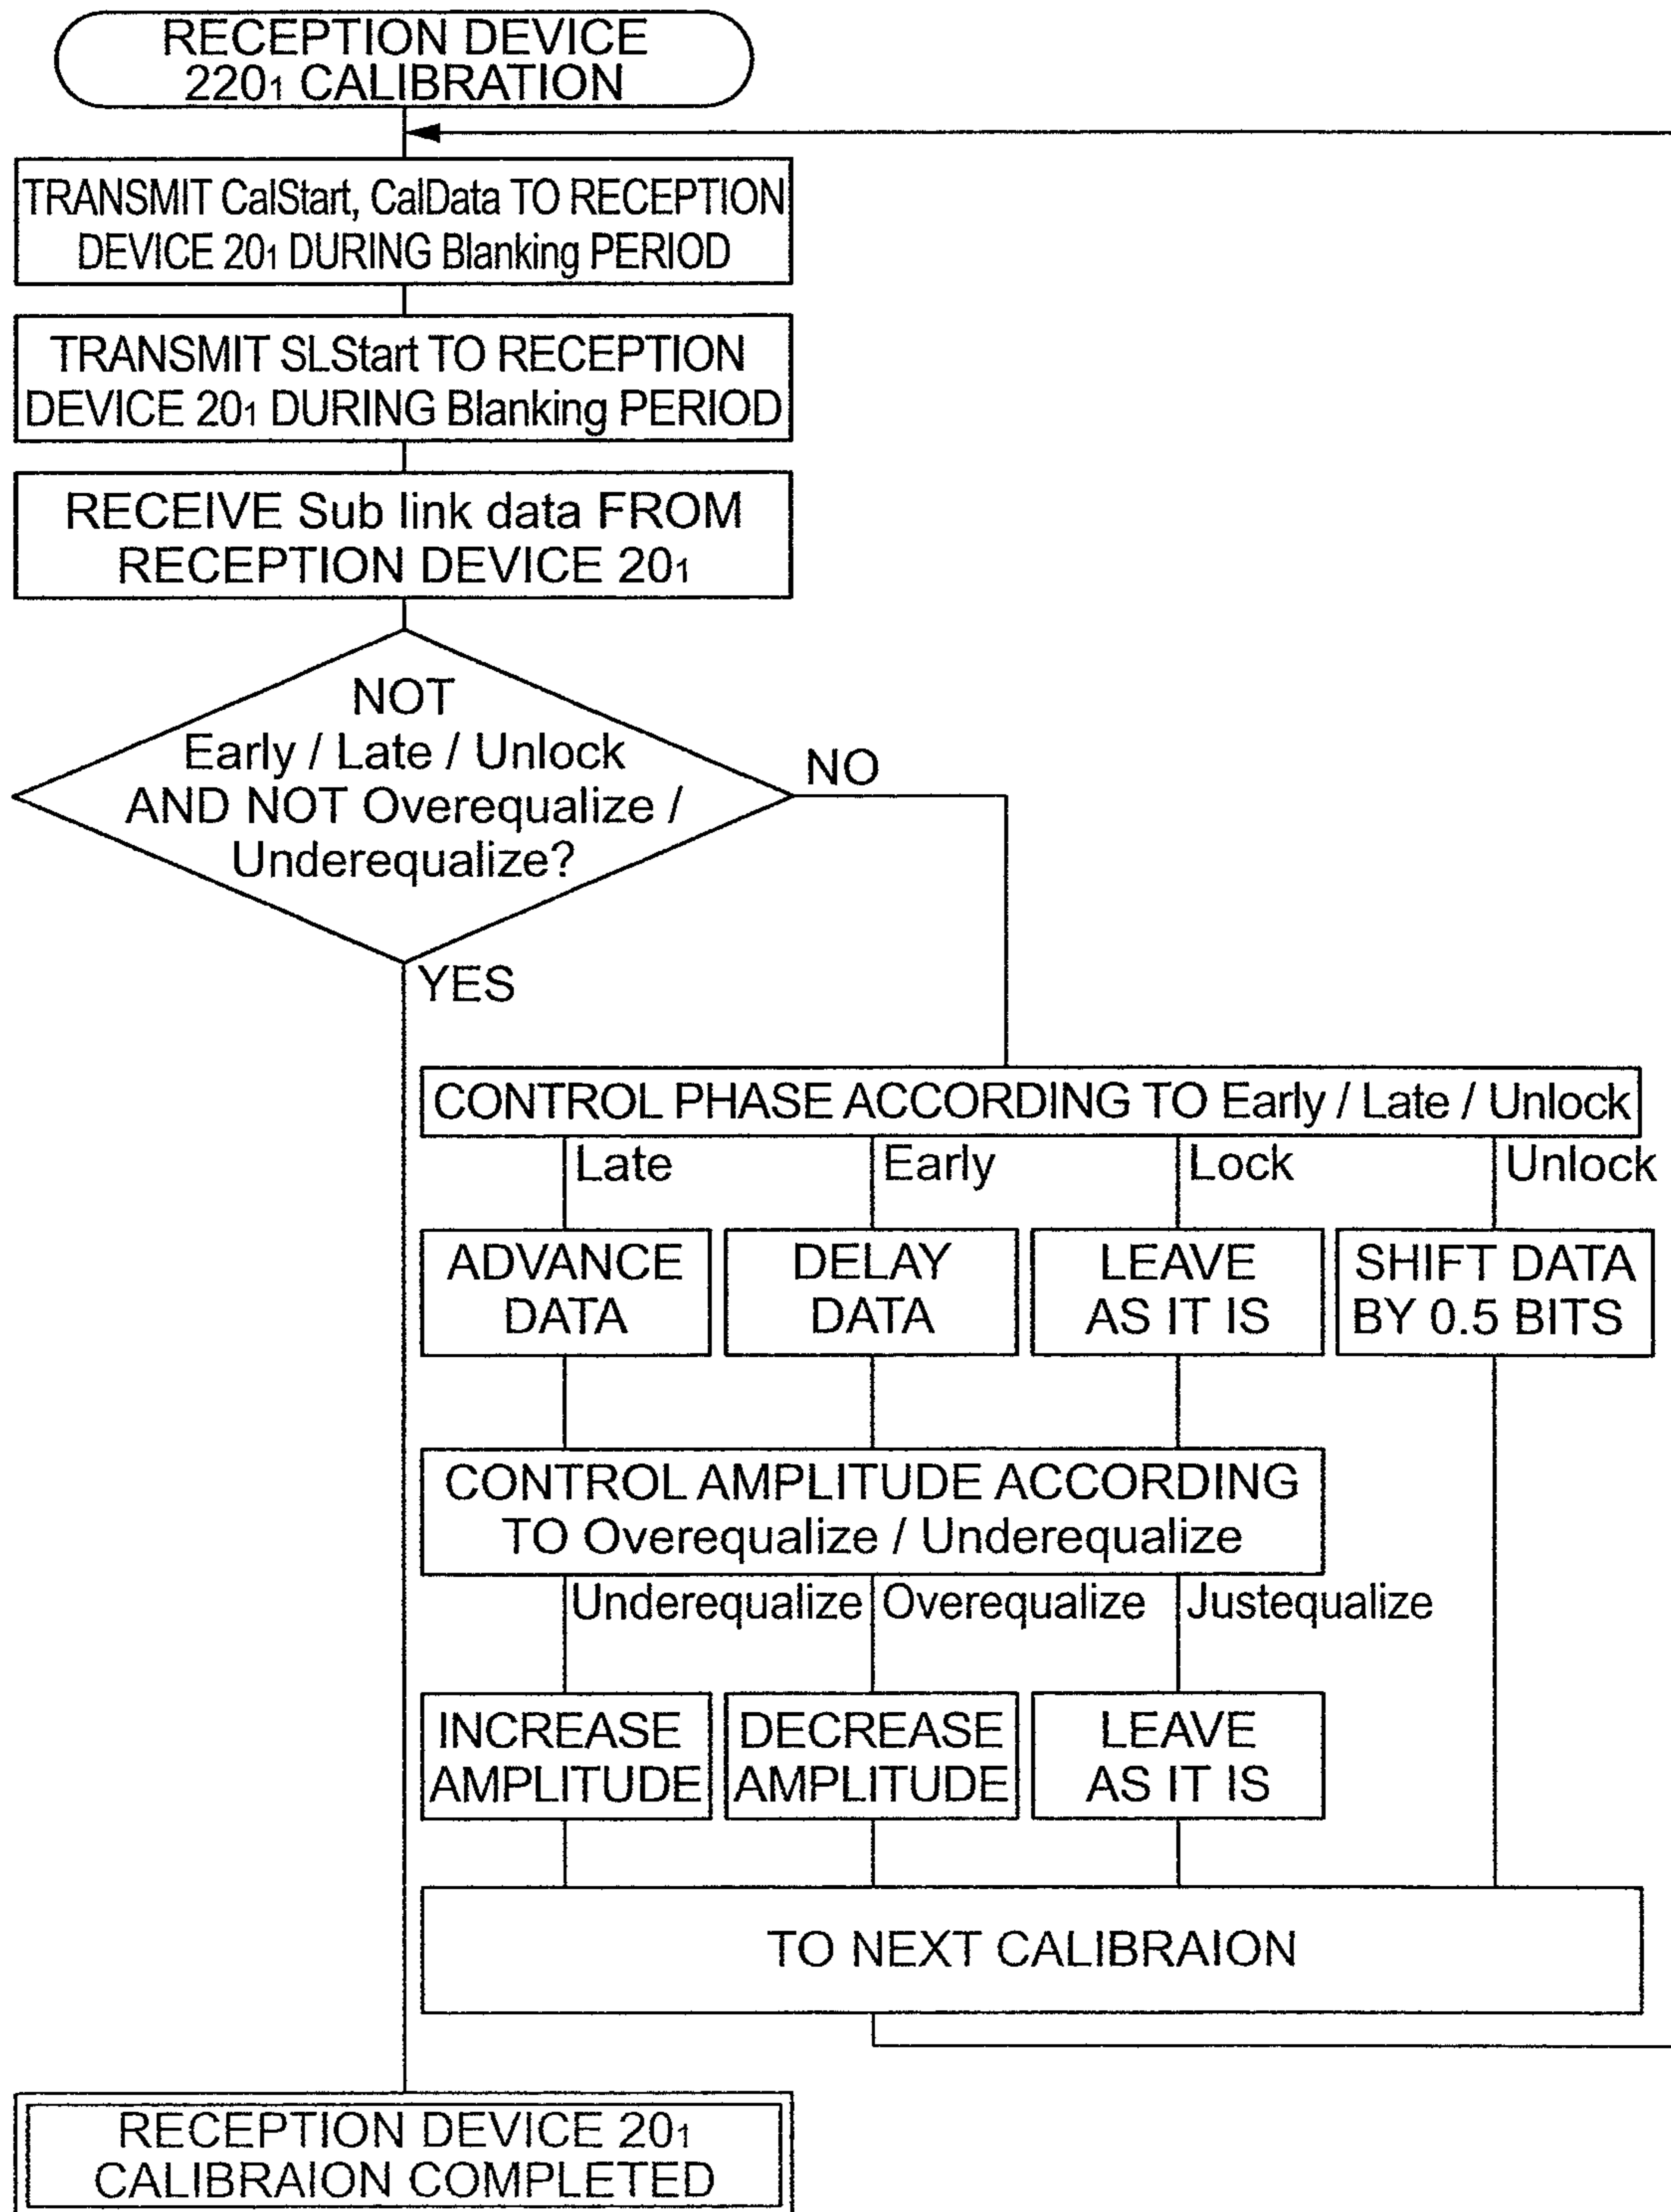 RECEPTION DEVICE
220₁ CALIBRATION
TRANSMIT CalStart, CalData TO RECEPTION
DEVICE 20₁ DURING Blanking PERIOD
TRANSMIT SLStart TO RECEPTION
DEVICE 20₁ DURING Blanking PERIOD
RECEIVE Sub link data FROM
RECEPTION DEVICE 20₁
NOT
Early / Late / Unlock
AND NOT Overequalize /
Underequalize?
NO
YES
CONTROL PHASE ACCORDING TO Early / Late / Unlock
Late
Early
Lock
Unlock
ADVANCE
DATA
DELAY
DATA
LEAVE
AS IT IS
SHIFT DATA
BY 0.5 BITS
CONTROL AMPLITUDE ACCORDING
TO Overequalize / Underequalize
Underequalize
Overequalize
Justequalize
INCREASE
AMPLITUDE
DECREASE
AMPLITUDE
LEAVE
AS IT IS
TO NEXT CALIBRAION
RECEPTION DEVICE 20₁
CALIBRAION COMPLETED